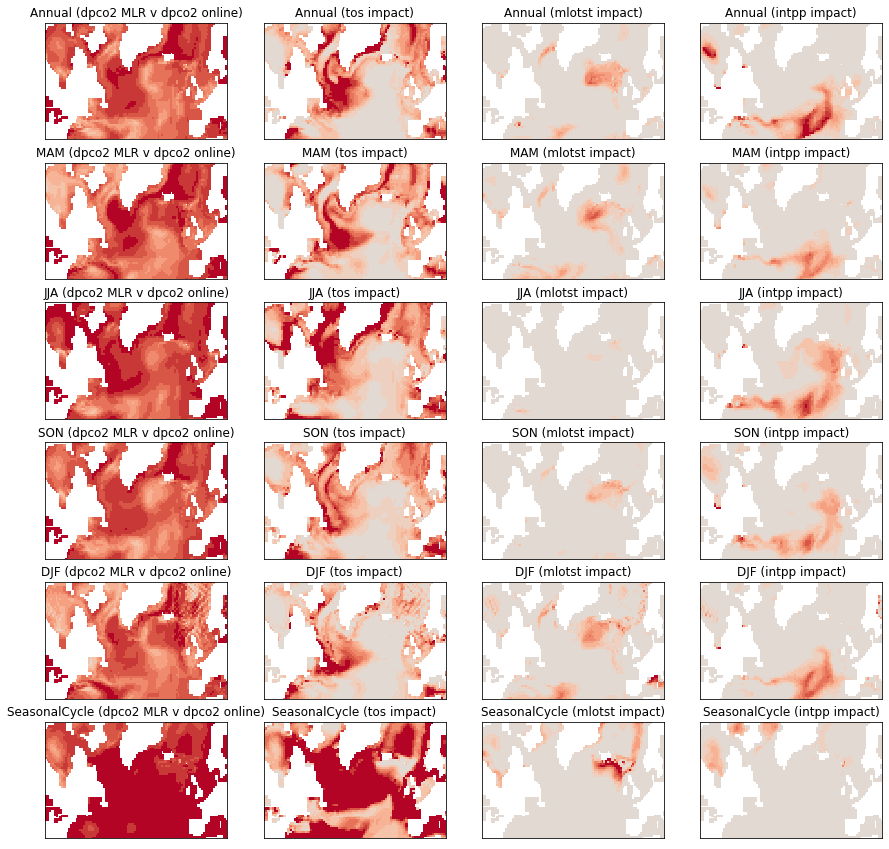 Annual (dpco2 MLR v dpco2 online) Annual (tos impact) Annual (mlotst impact) Annual (intpp impact)
MAM (dpco2 MLR v dpco2 online) MAM (tos impact) MAM (mlotst impact) MAM (intpp impact)
JJA (dpco2 MLR v dpco2 online) JJA (tos impact) JJA (mlotst impact) JJA (intpp impact)
SON (dpco2 MLR v dpco2 online) SON (tos impact) SON (mlotst impact) SON (intpp impact)
DJF (dpco2 MLR v dpco2 online) DJF (tos impact) DJF (mlotst impact) DJF (intpp impact)
SeasonalCycle (dpco2 MLR v dpco2 online) SeasonalCycle (tos impact) SeasonalCycle (mlotst impact) SeasonalCycle (intpp impact)